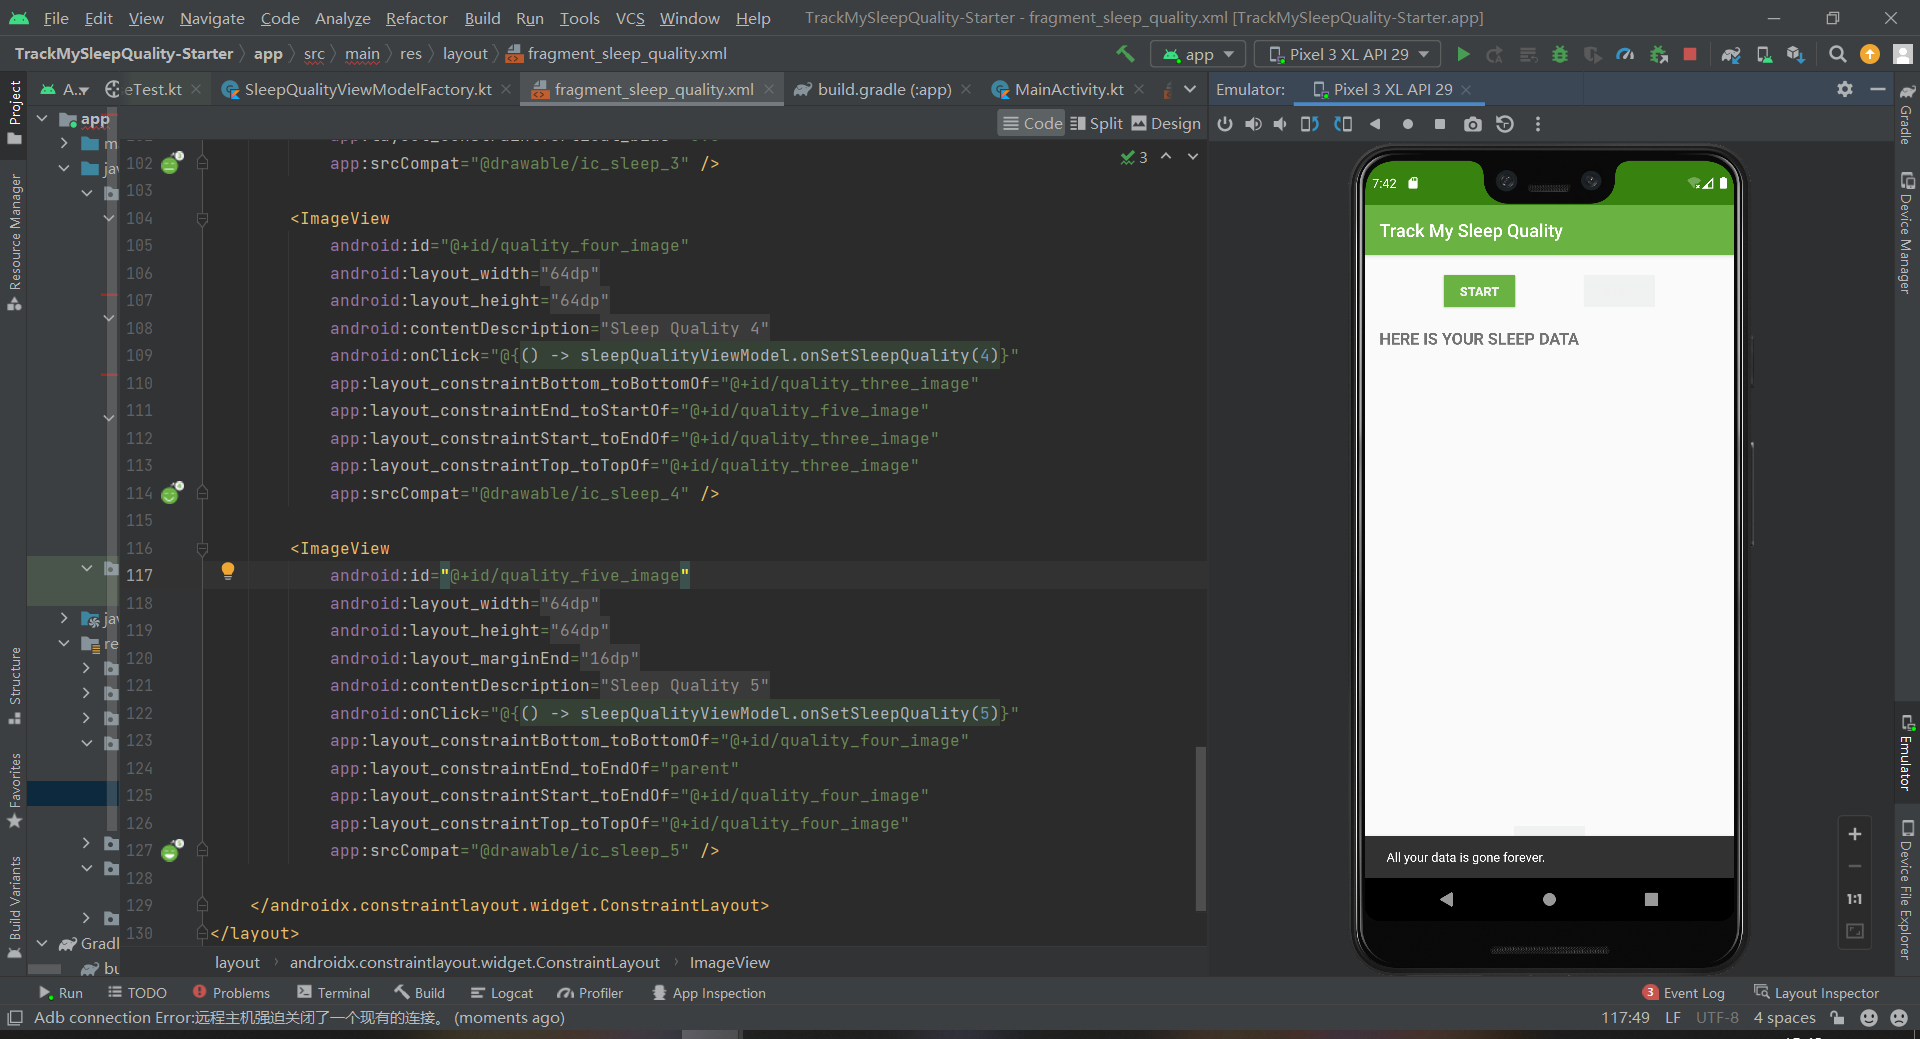 File Edit View Navigate Code Analyze Refactor Build Run Tools VCS Window Help TrackMySleepQuality-Starter - fragment_sleep_quality.xml [TrackMySleepQuality-Starter.app]
TrackMySleepQuality-Starter app src main res layout fragment_sleep_quality.xml app Pixel 3 XL API 29
A... eTest.kt SleepQualityViewModelFactory.kt fragment_sleep_quality.xml build.gradle (:app) MainActivity.kt Emulator: Pixel 3 XL API 29
Code Split Design
Project
Resource Manager
Structure
Favorites
Build Variants
app
m
jav
jav
res
Gradl
bu
3
102 app:srcCompat="@drawable/ic_sleep_3" />
103
104 <ImageView
105 android:id="@+id/quality_four_image"
106 android:layout_width="64dp"
107 android:layout_height="64dp"
108 android:contentDescription="Sleep Quality 4"
109 android:onClick="@{() -> sleepQualityViewModel.onSetSleepQuality(4)}"
110 app:layout_constraintBottom_toBottomOf="@+id/quality_three_image"
111 app:layout_constraintEnd_toStartOf="@+id/quality_five_image"
112 app:layout_constraintStart_toEndOf="@+id/quality_three_image"
113 app:layout_constraintTop_toTopOf="@+id/quality_three_image"
114 app:srcCompat="@drawable/ic_sleep_4" />
115
116 <ImageView
117 android:id="@+id/quality_five_image"
118 android:layout_width="64dp"
119 android:layout_height="64dp"
120 android:layout_marginEnd="16dp"
121 android:contentDescription="Sleep Quality 5"
122 android:onClick="@{() -> sleepQualityViewModel.onSetSleepQuality(5)}"
123 app:layout_constraintBottom_toBottomOf="@+id/quality_four_image"
124 app:layout_constraintEnd_toEndOf="parent"
125 app:layout_constraintStart_toEndOf="@+id/quality_four_image"
126 app:layout_constraintTop_toTopOf="@+id/quality_four_image"
127 app:srcCompat="@drawable/ic_sleep_5" />
128
129 </androidx.constraintlayout.widget.ConstraintLayout>
130 </layout>
layout androidx.constraintlayout.widget.ConstraintLayout ImageView
7:42
Track My Sleep Quality
START
HERE IS YOUR SLEEP DATA
All your data is gone forever.
1:1
Gradle
Device Manager
Emulator
Device File Explorer
Run TODO Problems Terminal Build Logcat Profiler App Inspection 3 Event Log Layout Inspector
Adb connection Error:远程主机强迫关闭了一个现有的连接。 (moments ago) 117:49 LF UTF-8 4 spaces